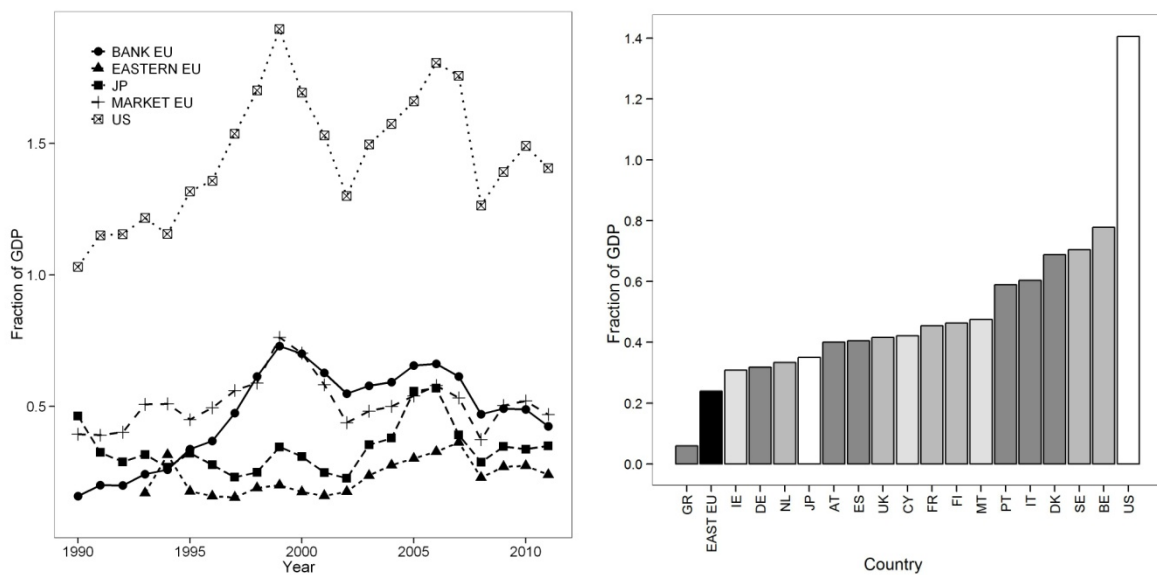 BANK EU
EASTERN EU
JP
MARKET EU
US
1.5
1.0
0.5
Fraction of GDP
1990 1995 2000 2005 2010
Year
1.4
1.2
1.0
0.8
0.6
0.4
0.2
0.0
Fraction of GDP
GR EAST EU IE DE NL JP AT ES UK CY FR FI MT PT IT DK SE BE US
Country